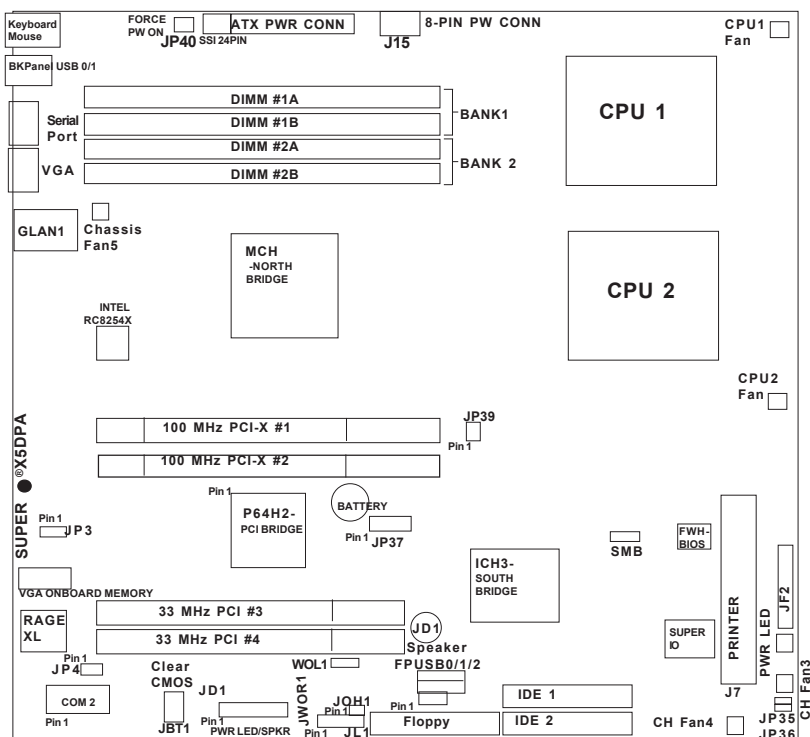 Keyboard
Mouse
FORCE
PW ON
JP40
SSI 24PIN
ATX PWR CONN
J15
8-PIN PW CONN
CPU1
Fan
BKPanel USB 0/1
DIMM #1A
DIMM #1B
BANK1
DIMM #2A
DIMM #2B
BANK 2
CPU 1
Serial
Port
VGA
GLAN1
Chassis
Fan5
MCH
-NORTH
BRIDGE
CPU 2
INTEL
RC8254X
CPU2
Fan
100 MHz PCI-X #1
JP39
Pin 1
100 MHz PCI-X #2
SUPER ®X5DPA
Pin 1
P64H2-
PCI BRIDGE
BATTERY
Pin 1
JP37
Pin 1
JP3
ICH3-
SOUTH
BRIDGE
SMB
FWH-
BIOS
VGA ONBOARD MEMORY
RAGE
XL
33 MHz PCI #3
33 MHz PCI #4
JD1
Speaker
SUPER
IO
PRINTER
J7
PWR LED
JF2
CH Fan3
Pin 1
JP4
Clear
CMOS
JBT1
WOL1
FPUSB0/1/2
COM 2
Pin 1
JD1
Pin 1
PWR LED/SPKR
JWOR1
JOH1
Pin 1
JL1
Pin 1
Floppy
IDE 1
IDE 2
CH Fan4
JP35
JP36